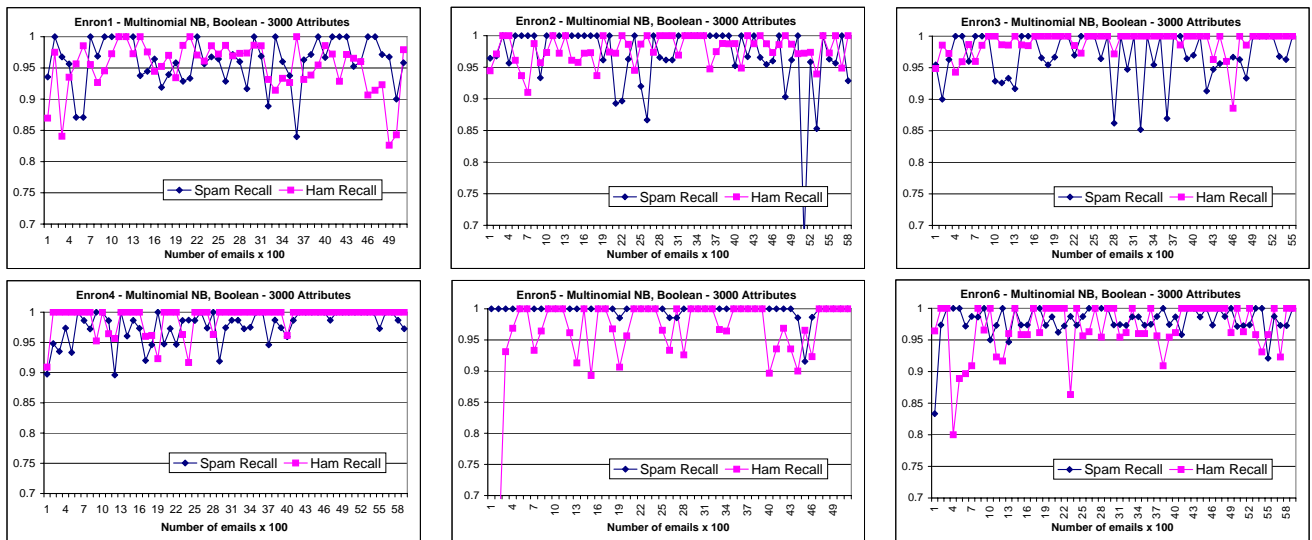 Enron1 - Multinomial NB, Boolean - 3000 Attributes
1
0.95
0.9
0.85
0.8
0.75
0.7
Spam Recall Ham Recall
1 4 7 10 13 16 19 22 25 28 31 34 37 40 43 46 49
Number of emails x 100
Enron2 - Multinomial NB, Boolean - 3000 Attributes
1
0.95
0.9
0.85
0.8
0.75
0.7
Spam Recall Ham Recall
1 4 7 10 13 16 19 22 25 28 31 34 37 40 43 46 49 52 55 58
Number of emails x 100
Enron3 - Multinomial NB, Boolean - 3000 Attributes
1
0.95
0.9
0.85
0.8
0.75
0.7
Spam Recall Ham Recall
1 4 7 10 13 16 19 22 25 28 31 34 37 40 43 46 49 52 55
Number of emails x 100
Enron4 - Multinomial NB, Boolean - 3000 Attributes
1
0.95
0.9
0.85
0.8
0.75
0.7
Spam Recall Ham Recall
1 4 7 10 13 16 19 22 25 28 31 34 37 40 43 46 49 52 55 58
Number of emails x 100
Enron5 - Multinomial NB, Boolean - 3000 Attributes
1
0.95
0.9
0.85
0.8
0.75
0.7
Spam Recall Ham Recall
1 4 7 10 13 16 19 22 25 28 31 34 37 40 43 46 49
Number of emails x 100
Enron6 - Multinomial NB, Boolean - 3000 Attributes
1
0.95
0.9
0.85
0.8
0.75
0.7
Spam Recall Ham Recall
1 4 7 10 13 16 19 22 25 28 31 34 37 40 43 46 49 52 55 58
Number of emails x 100